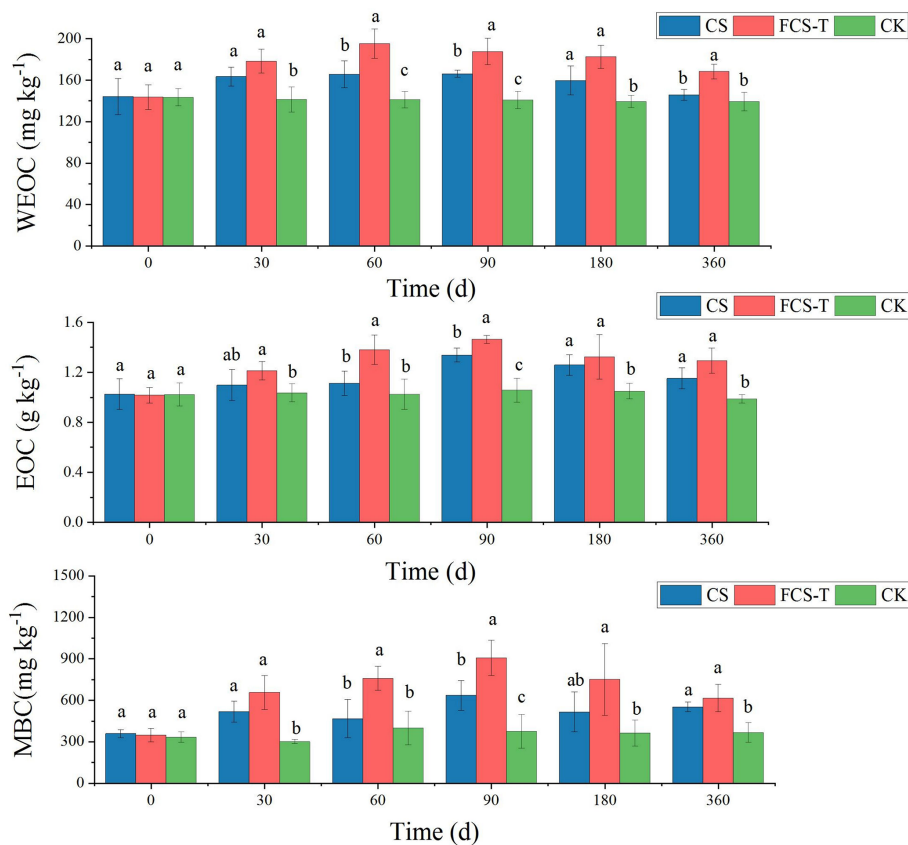 CS FCS-T CK
WEOC (mg kg⁻¹)
200
160
120
80
40
0
a a a
a a b
b a c
b a c
a a b
b a b
0 30 60 90 180 360
Time (d)
CS FCS-T CK
EOC (g kg⁻¹)
1.6
1.2
0.8
0.4
0.0
a a a
ab a b
b a b
b a c
a a b
a a b
0 30 60 90 180 360
Time (d)
CS FCS-T CK
MBC(mg kg⁻¹)
1500
1200
900
600
300
0
a a a
a a b
b a b
b a c
ab a b
a a b
0 30 60 90 180 360
Time (d)